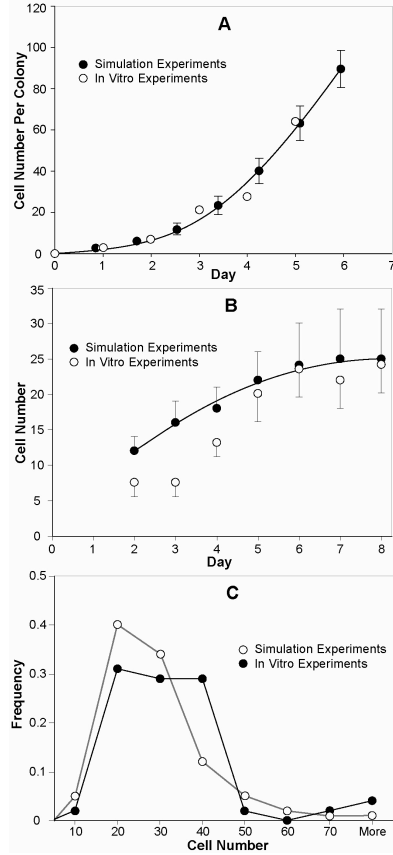 A
120
100
80
60
40
20
0
Cell Number Per Colony
Simulation Experiments
In Vitro Experiments
0 1 2 3 4 5 6 7
Day
B
35
30
25
20
15
10
5
0
Cell Number
Simulation Experiments
In Vitro Experiments
0 1 2 3 4 5 6 7 8
Day
C
0.5
0.4
0.3
0.2
0.1
0
Frequency
Simulation Experiments
In Vitro Experiments
10 20 30 40 50 60 70 More
Cell Number